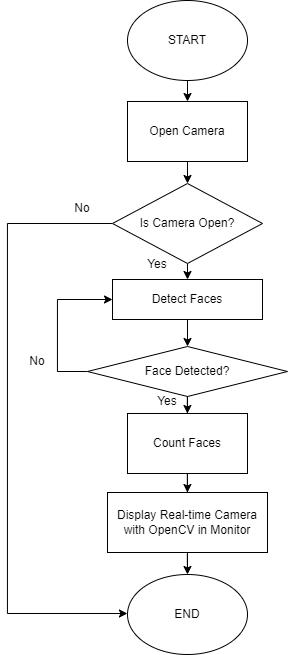 START
Open Camera
No
Is Camera Open?
Yes
Detect Faces
No
Face Detected?
Yes
Count Faces
Display Real-time Camera
with OpenCV in Monitor
END